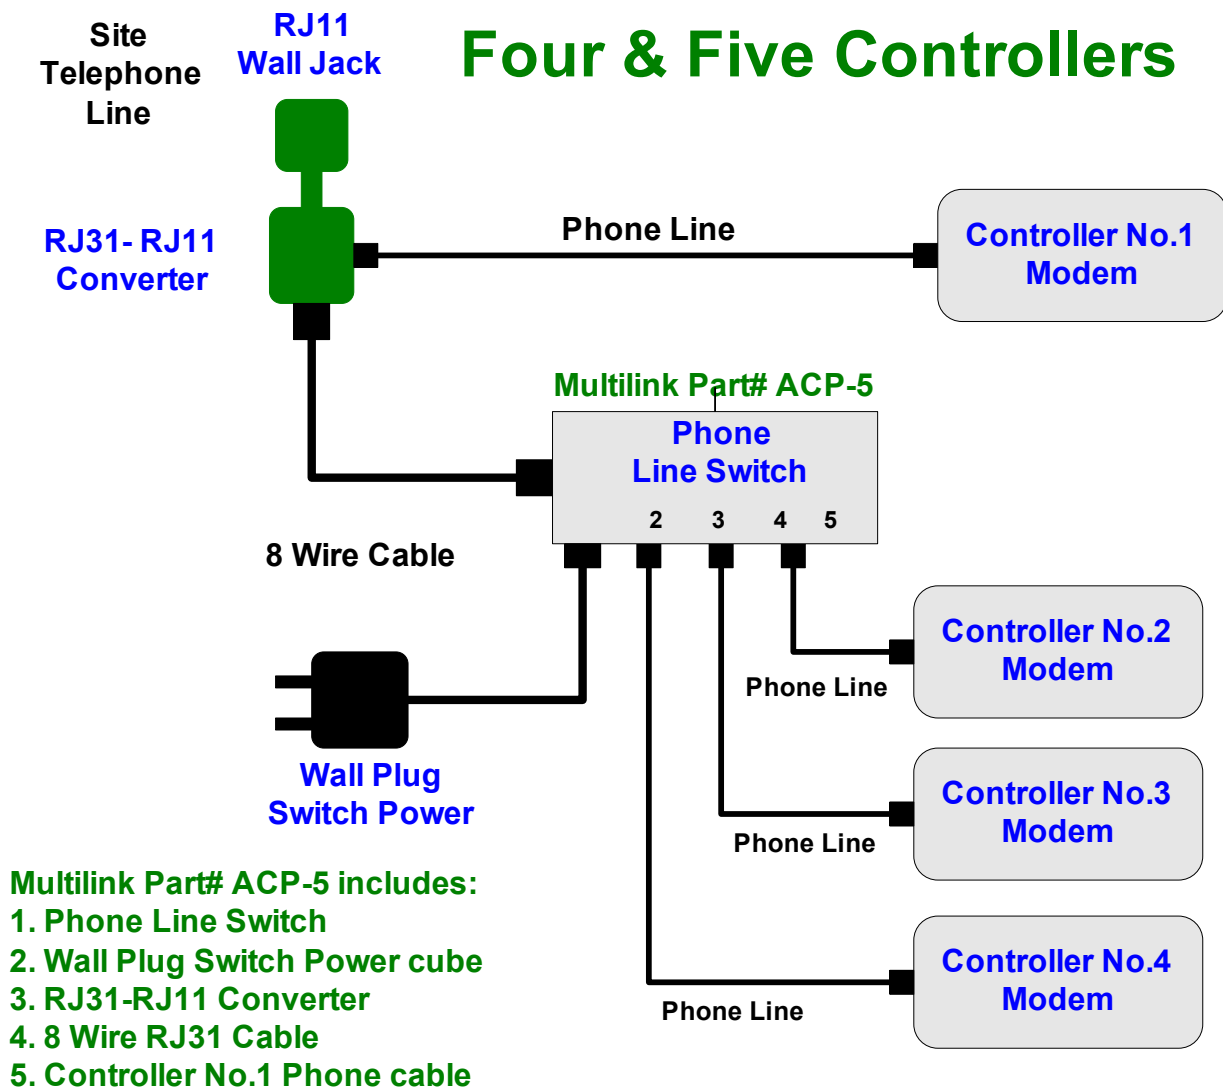 Site
Telephone
Line
RJ11
Wall Jack
Four & Five Controllers
RJ31- RJ11
Converter
Phone Line
Controller No.1
Modem
Multilink Part# ACP-5
Phone
Line Switch
2 3 4 5
8 Wire Cable
Controller No.2
Modem
Phone Line
Wall Plug
Switch Power
Controller No.3
Modem
Phone Line
Multilink Part# ACP-5 includes:
1. Phone Line Switch
2. Wall Plug Switch Power cube
3. RJ31-RJ11 Converter
4. 8 Wire RJ31 Cable
5. Controller No.1 Phone cable
Controller No.4
Modem
Phone Line